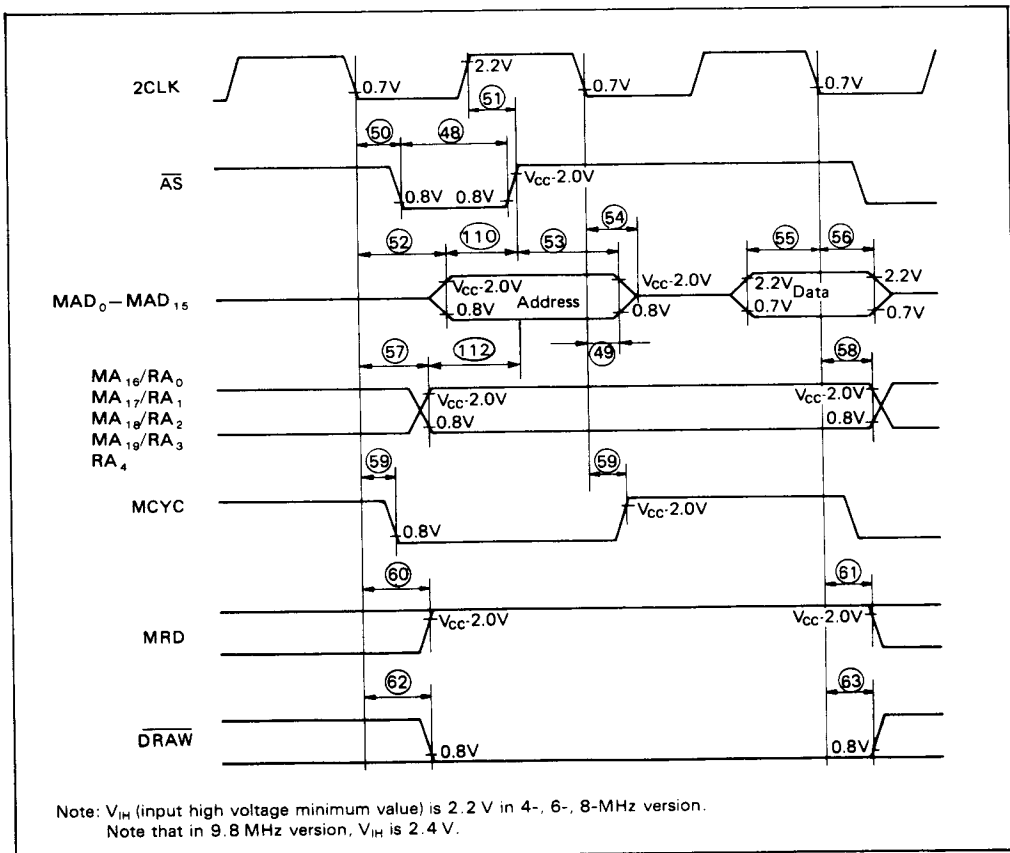 2CLK 0.7V 2.2V 0.7V 0.7V
51
50 48
AS 0.8V 0.8V Vcc-2.0V
54
52 110 53 55 56
MAD0–MAD15 Vcc-2.0V 0.8V Address Vcc-2.0V 0.8V 2.2V 0.7V Data 2.2V 0.7V
57 112 49 58
MA16/RA0
MA17/RA1 Vcc-2.0V Vcc-2.0V
MA18/RA2
MA19/RA3 0.8V 0.8V
RA4
59 59
MCYC 0.8V Vcc-2.0V
60 61
MRD Vcc-2.0V Vcc-2.0V
62 63
DRAW 0.8V 0.8V
Note: VIH (input high voltage minimum value) is 2.2 V in 4-, 6-, 8-MHz version.
Note that in 9.8 MHz version, VIH is 2.4 V.